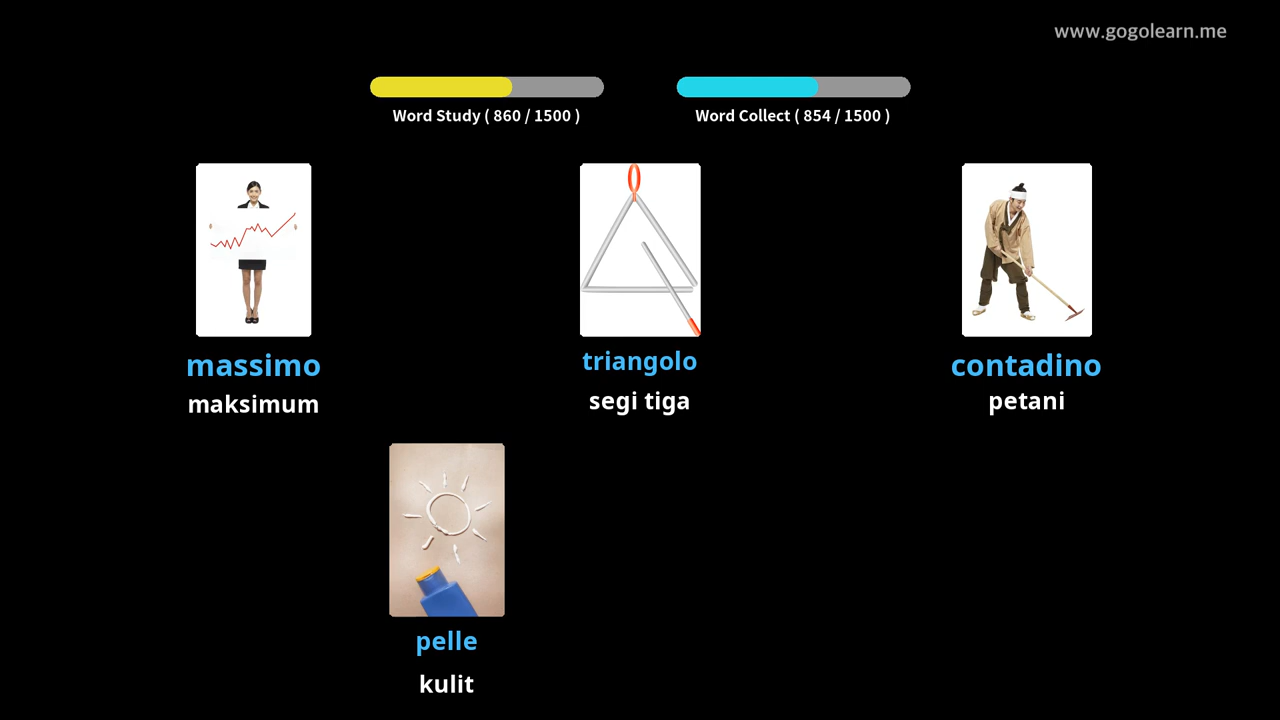 www.gogolearn.me
Word Study ( 860 / 1500 )
Word Collect ( 854 / 1500 )
massimo
maksimum
triangolo
segi tiga
contadino
petani
pelle
kulit